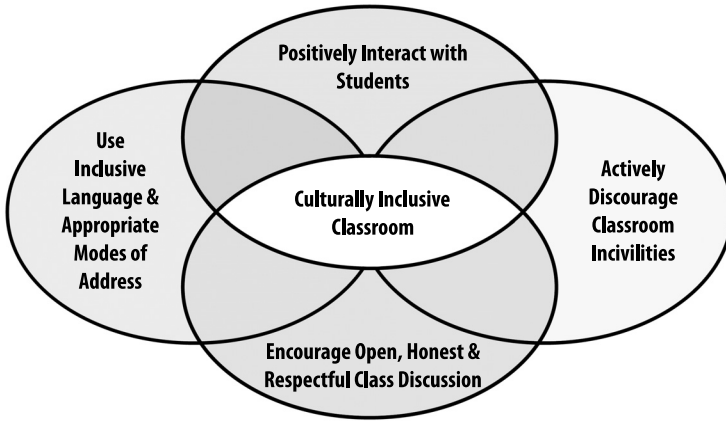 Positively Interact with
Students
Use
Inclusive
Language &
Appropriate
Modes of
Address
Culturally Inclusive
Classroom
Actively
Discourage
Classroom
Incivilities
Encourage Open, Honest &
Respectful Class Discussion